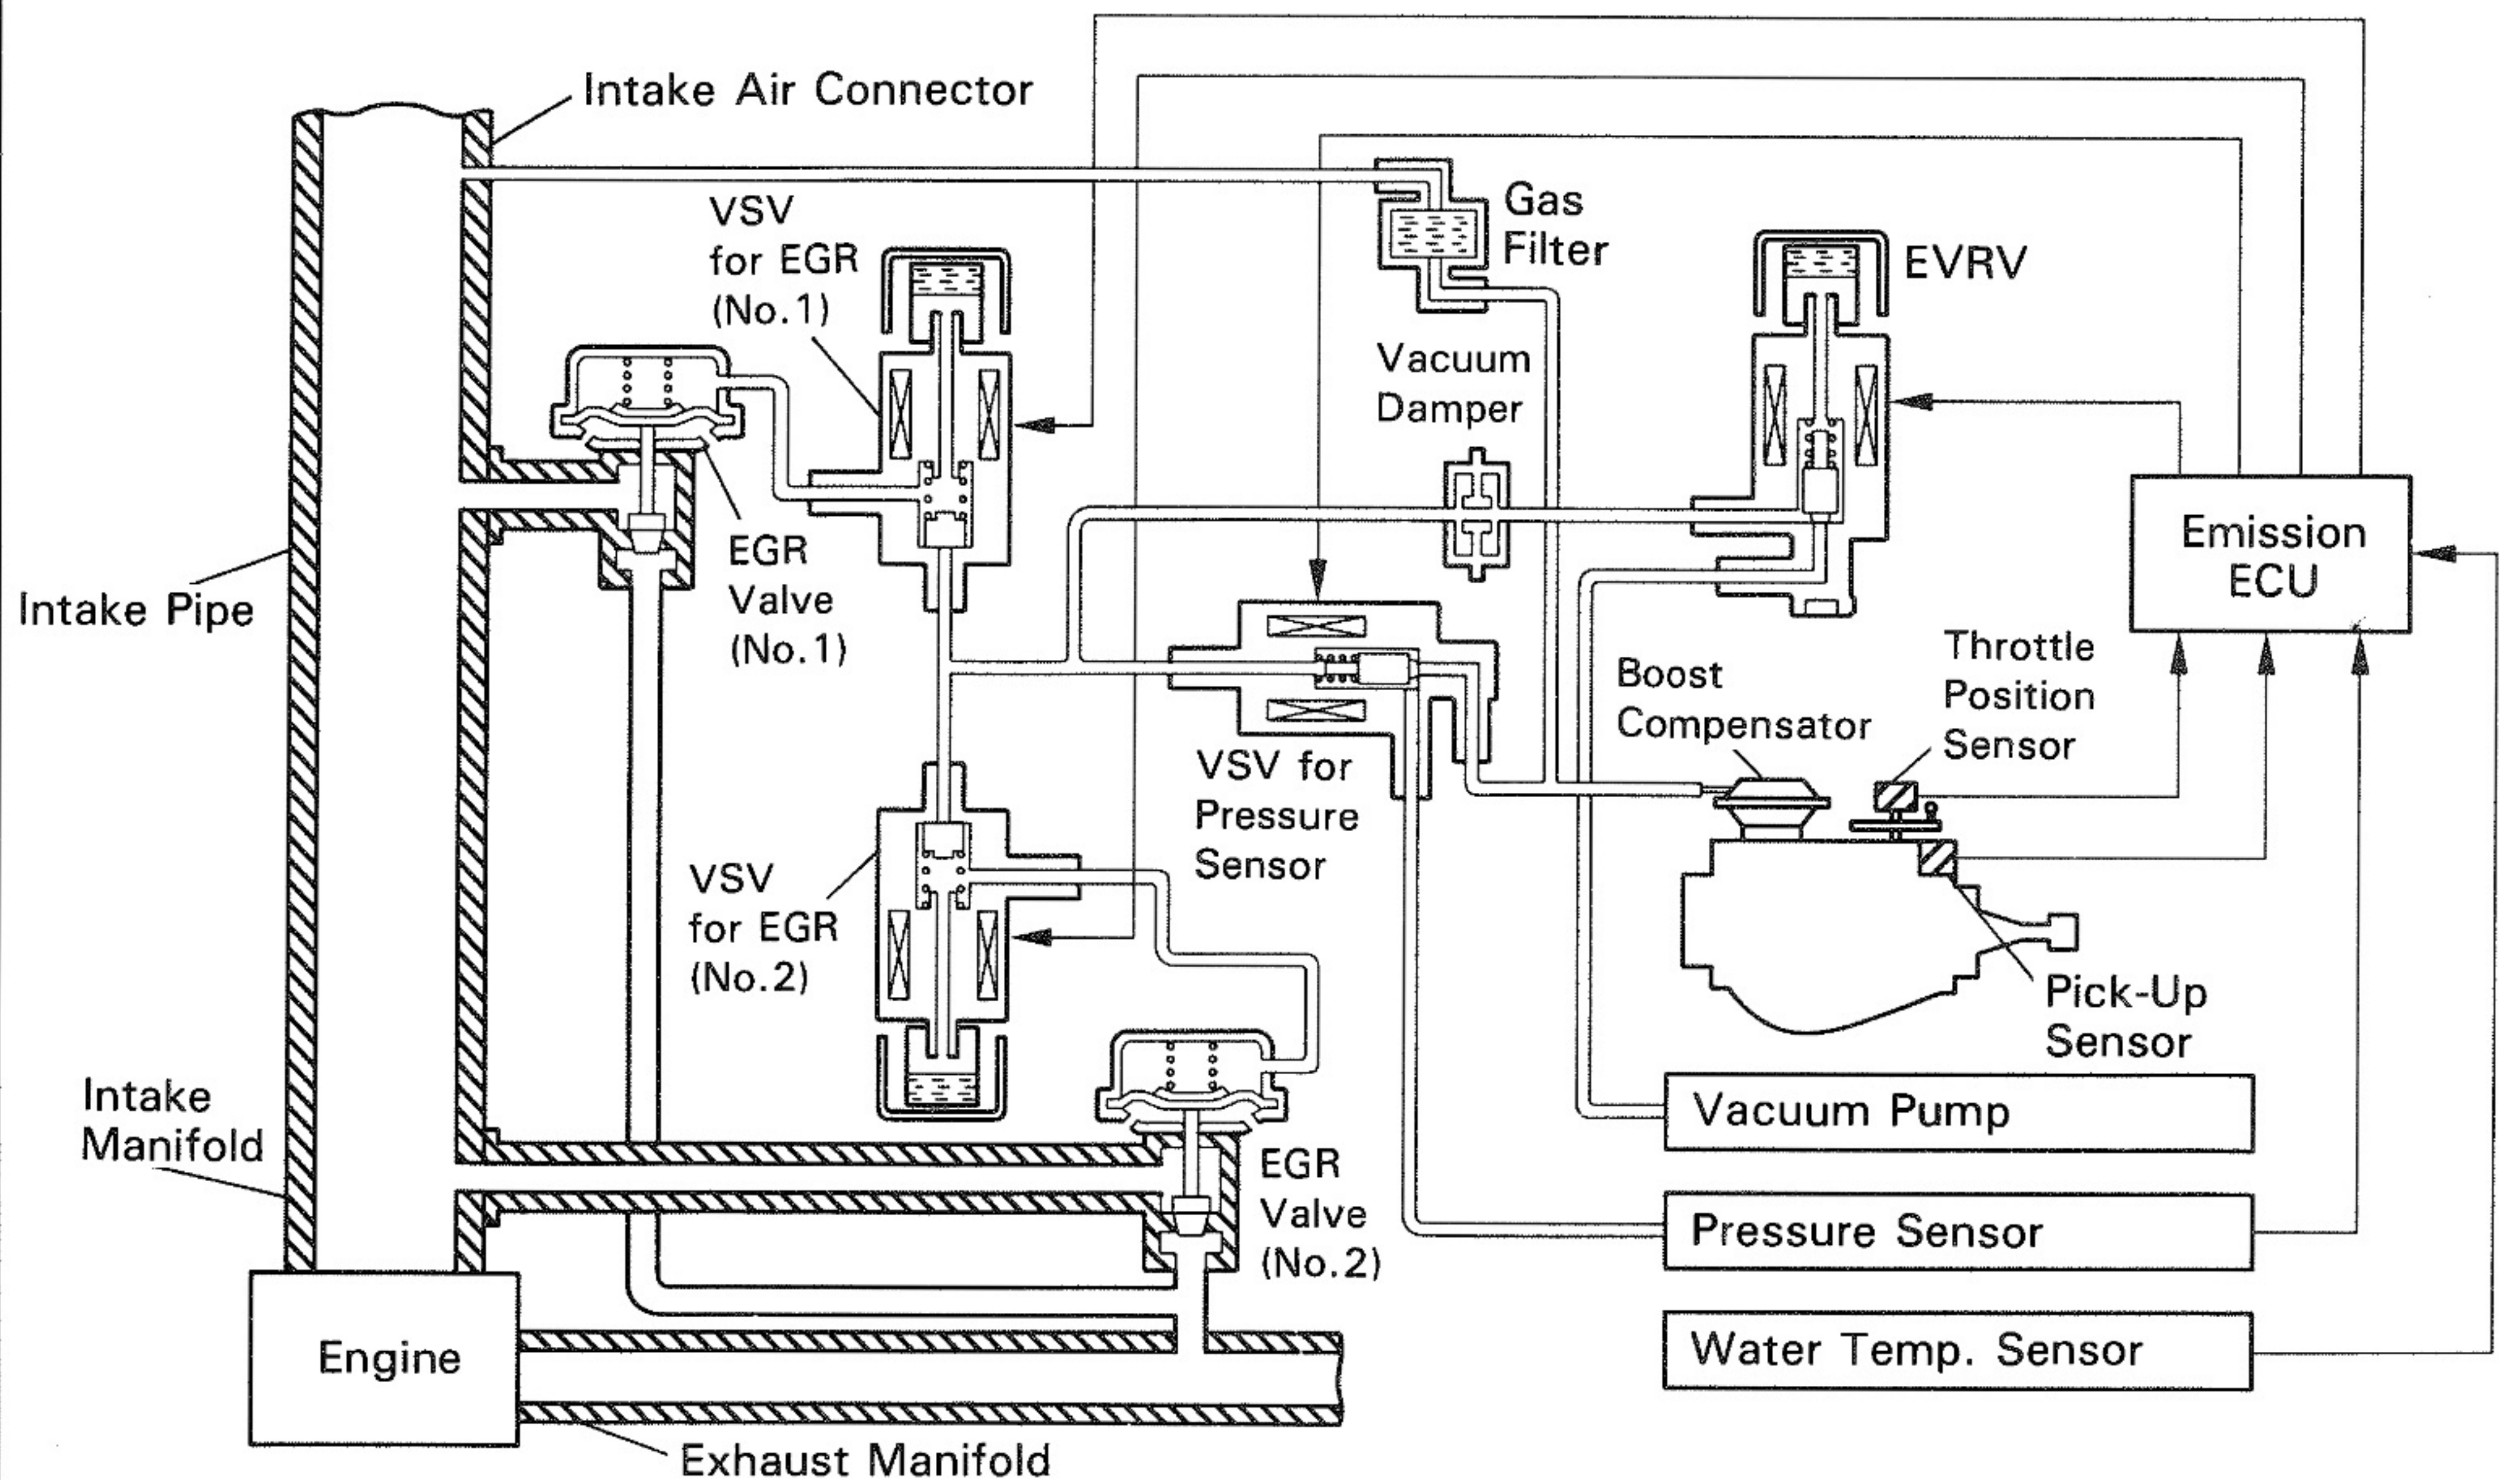 Intake Air Connector
VSV
for EGR
(No.1)
Gas
Filter
EVRV
Vacuum
Damper
EGR
Valve
(No.1)
Intake Pipe
Emission
ECU
Throttle
Position
Sensor
Boost
Compensator
VSV for
Pressure
Sensor
VSV
for EGR
(No.2)
Pick-Up
Sensor
Intake
Manifold
Vacuum Pump
EGR
Valve
(No.2)
Pressure Sensor
Water Temp. Sensor
Engine
Exhaust Manifold